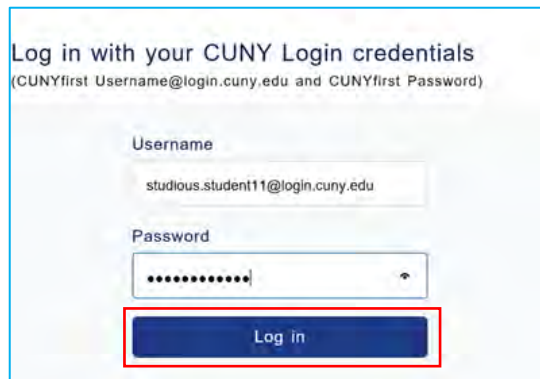 Log in with your CUNY Login credentials
(CUNYfirst Username@login.cuny.edu and CUNYfirst Password)
Username
studious.student11@login.cuny.edu
Password
••••••••••••
Log in